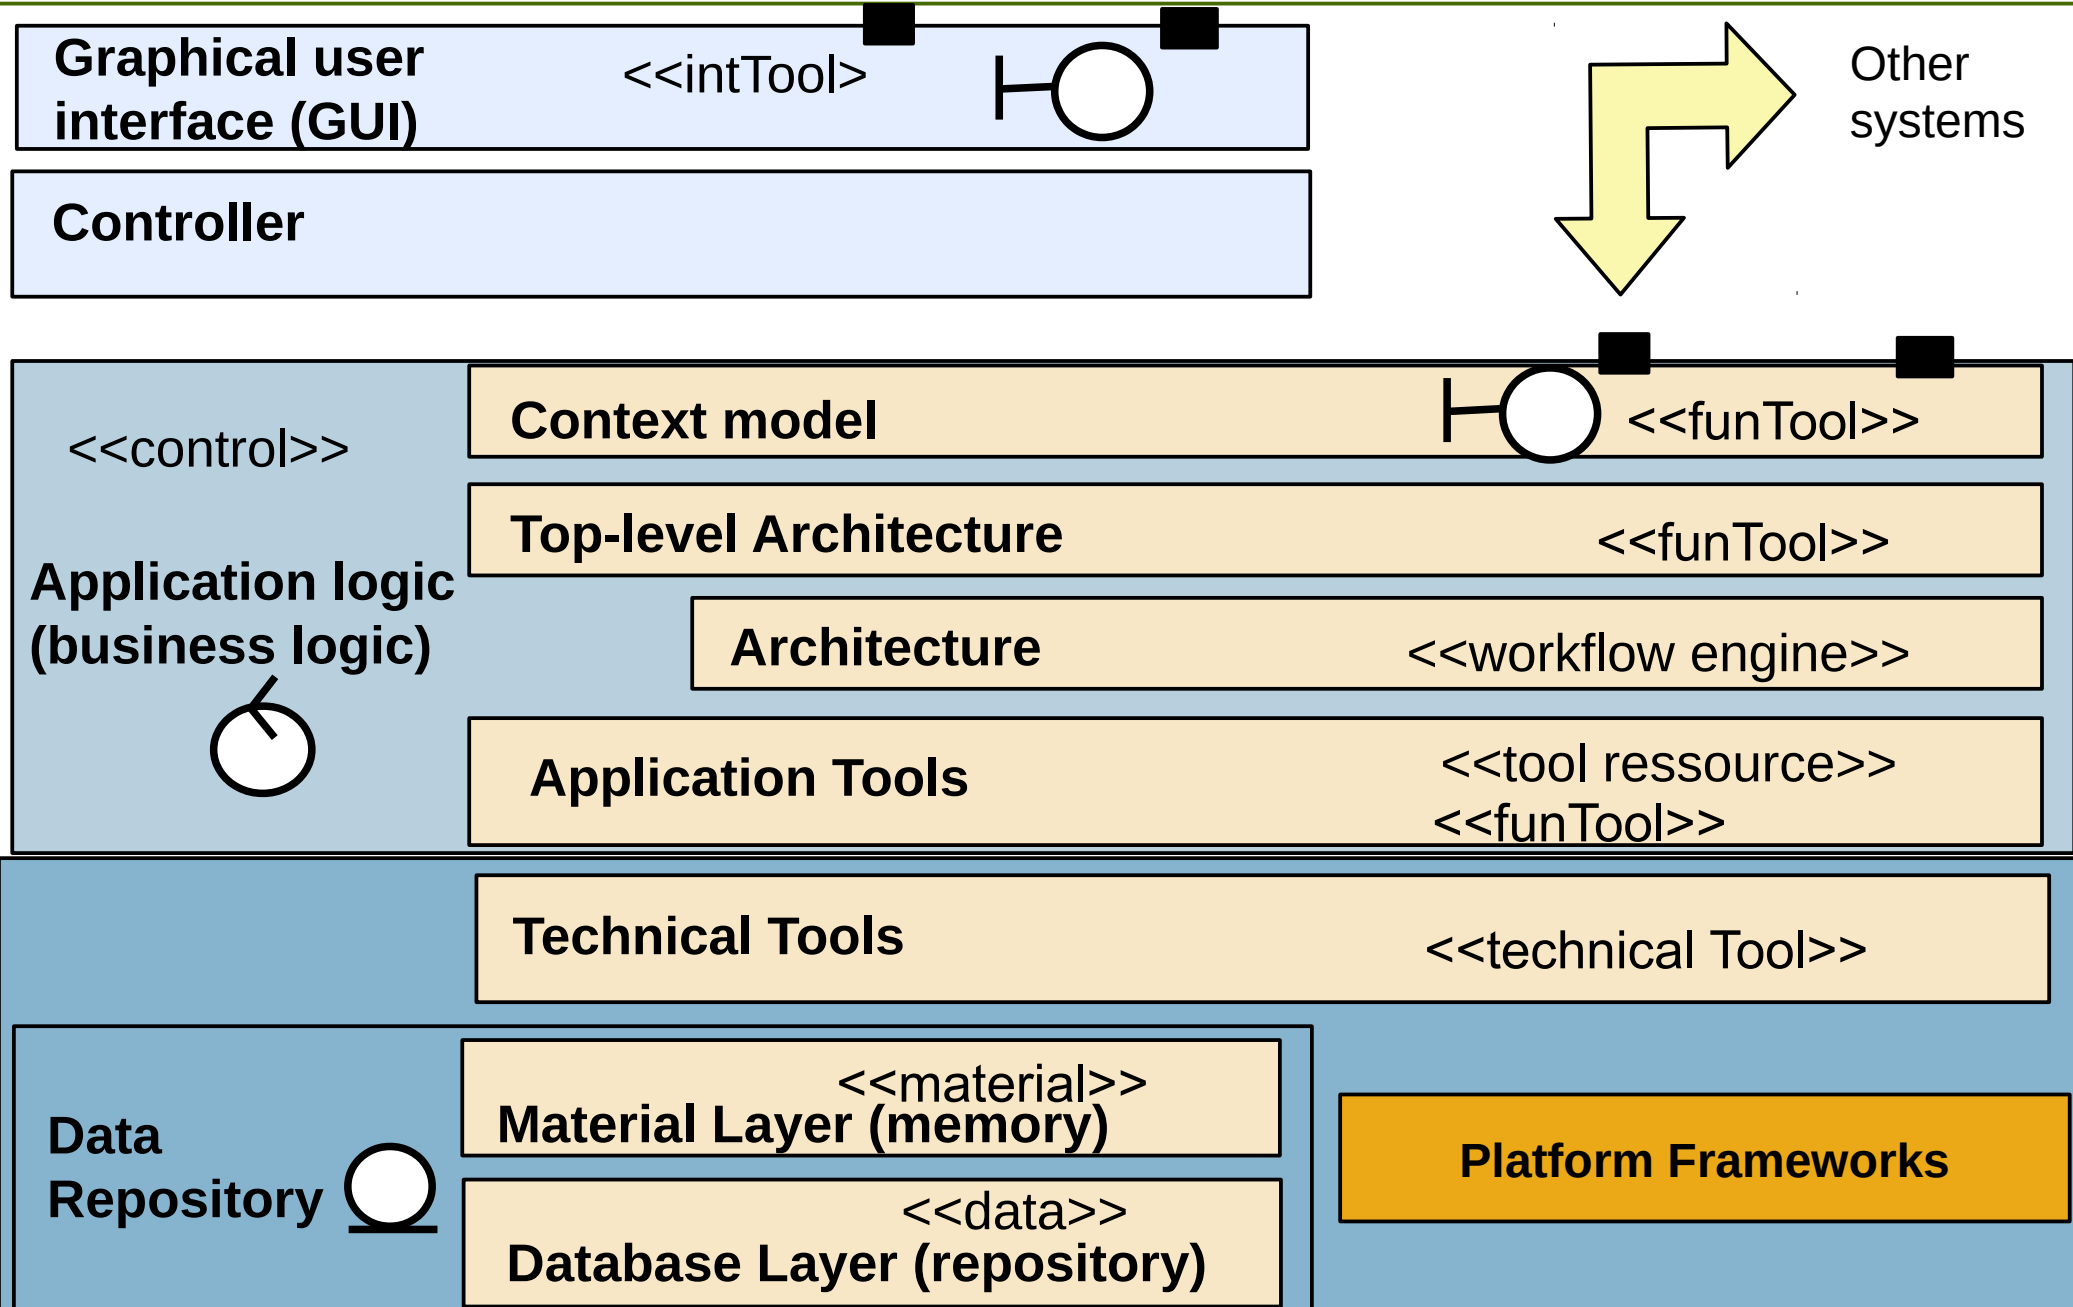 Graphical user
interface (GUI)
<<intTool>
Other
systems
Controller
<<control>>
Context model
<<funTool>>
Top-level Architecture
<<funTool>>
Application logic
(business logic)
Architecture
<<workflow engine>>
Application Tools
<<tool ressource>>
<<funTool>>
Technical Tools
<<technical Tool>>
Data
Repository
<<material>>
Material Layer (memory)
<<data>>
Database Layer (repository)
Platform Frameworks